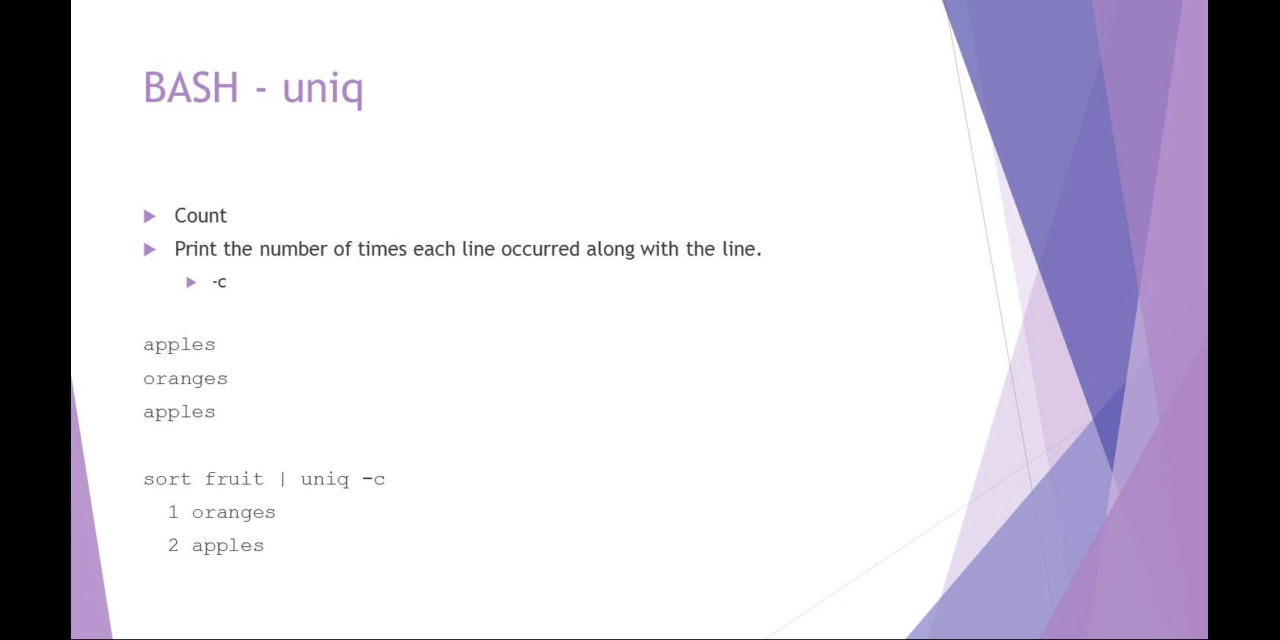 BASH - uniq
Count
Print the number of times each line occurred along with the line.
-c
apples
oranges
apples
sort fruit | uniq -c
1 oranges
2 apples